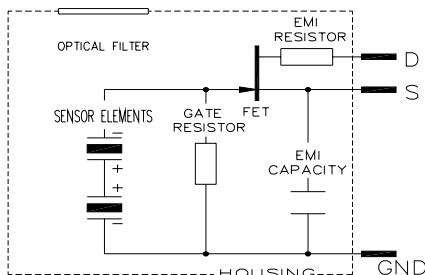 EMI
RESISTOR
OPTICAL FILTER
D
S
SENSOR ELEMENTS
GATE
RESISTOR
FET
EMI
CAPACITY
HOUSING
GND